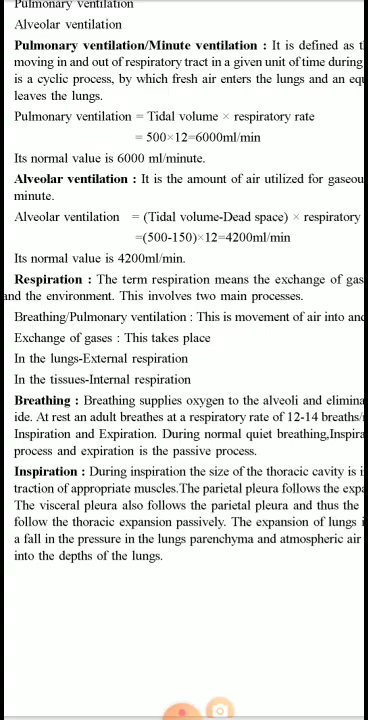 Pulmonary ventilation
Alveolar ventilation
Pulmonary ventilation/Minute ventilation : It is defined as t
moving in and out of respiratory tract in a given unit of time during
is a cyclic process, by which fresh air enters the lungs and an equ
leaves the lungs.
Pulmonary ventilation = Tidal volume × respiratory rate
= 500×12=6000ml/min
Its normal value is 6000 ml/minute.
Alveolar ventilation : It is the amount of air utilized for gaseou
minute.
Alveolar ventilation = (Tidal volume-Dead space) × respiratory
=(500-150)×12=4200ml/min
Its normal value is 4200ml/min.
Respiration : The term respiration means the exchange of gas
and the environment. This involves two main processes.
Breathing/Pulmonary ventilation : This is movement of air into and
Exchange of gases : This takes place
In the lungs-External respiration
In the tissues-Internal respiration
Breathing : Breathing supplies oxygen to the alveoli and elimina
ide. At rest an adult breathes at a respiratory rate of 12-14 breaths/
Inspiration and Expiration. During normal quiet breathing,Inspira
process and expiration is the passive process.
Inspiration : During inspiration the size of the thoracic cavity is i
traction of appropriate muscles.The parietal pleura follows the expa
The visceral pleura also follows the parietal pleura and thus the
follow the thoracic expansion passively. The expansion of lungs i
a fall in the pressure in the lungs parenchyma and atmospheric air
into the depths of the lungs.